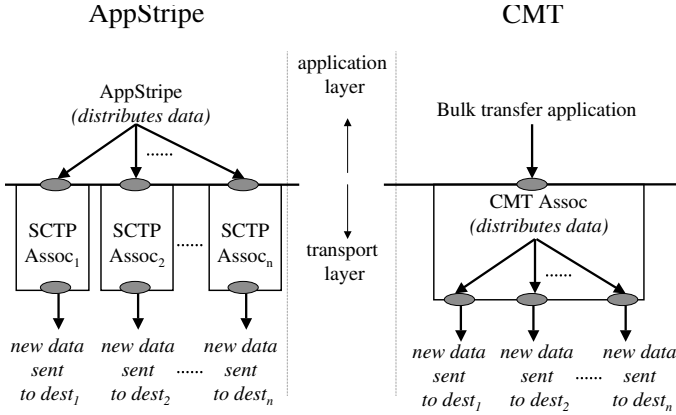 AppStripe
CMT
AppStripe
(distributes data)
......
SCTP
Assoc1
SCTP
Assoc2
......
SCTP
Assocn
new data
sent
to dest1
new data
sent
to dest2
......
new data
sent
to destn
application
layer
transport
layer
Bulk transfer application
CMT Assoc
(distributes data)
......
new data
sent
to dest1
new data
sent
to dest2
......
new data
sent
to destn